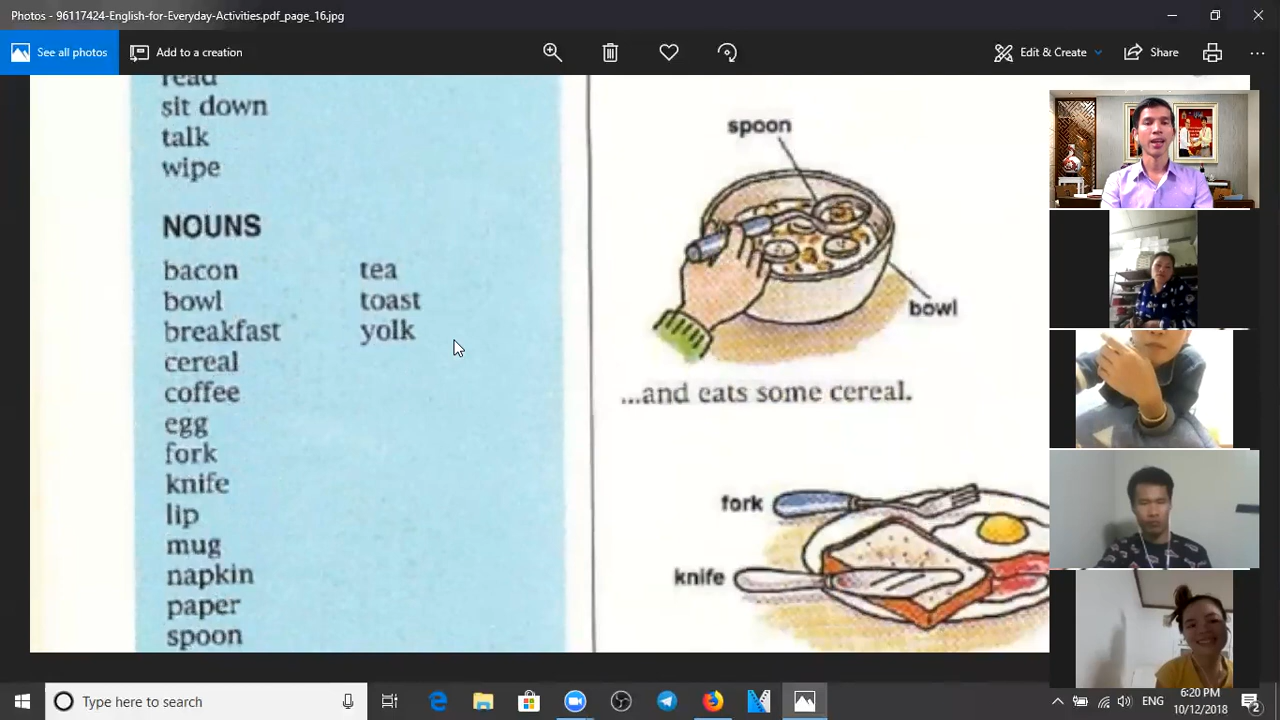 Photos - 96117424-English-for-Everyday-Activities.pdf_page_16.jpg
See all photos
Add to a creation
Edit & Create
Share
read
sit down
talk
wipe
NOUNS
bacon
bowl
breakfast
cereal
coffee
egg
fork
knife
lip
mug
napkin
paper
spoon
tea
toast
yolk
spoon
bowl
...and eats some cereal.
fork
knife
Type here to search
ENG
6:20 PM
10/12/2018
2